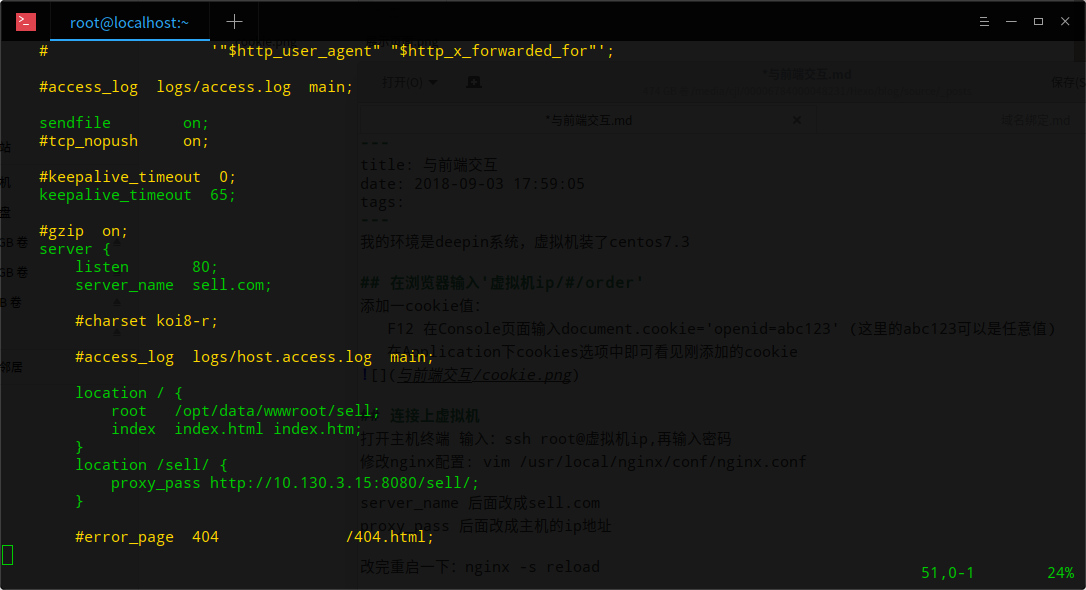 root@localhost:~
#                  '"$http_user_agent" "$http_x_forwarded_for"';
#access_log  logs/access.log  main;
sendfile        on;
#tcp_nopush     on;
#keepalive_timeout  0;
keepalive_timeout  65;
#gzip  on;
server {
    listen       80;
    server_name  sell.com;
    #charset koi8-r;
    #access_log  logs/host.access.log  main;
    location / {
        root   /opt/data/wwwroot/sell;
        index  index.html index.htm;
    }
    location /sell/ {
        proxy_pass http://10.130.3.15:8080/sell/;
    }
    #error_page  404              /404.html;
51,0-1        24%
打开(O)
*与前端交互.md
保存(S
*与前端交互.md
域名绑定.md
---
title: 与前端交互
date: 2018-09-03 17:59:05
tags:
---
我的环境是deepin系统，虚拟机装了centos7.3
## 在浏览器输入'虚拟机ip/#/order'
添加一cookie值：
F12 在Console页面输入document.cookie='openid=abc123' (这里的abc123可以是任意值)
在Application下cookies选项中即可看见刚添加的cookie
![](与前端交互/cookie.png)
## 连接上虚拟机
打开主机终端 输入：ssh root@虚拟机ip,再输入密码
修改nginx配置: vim /usr/local/nginx/conf/nginx.conf
server_name 后面改成sell.com
proxy_pass 后面改成主机的ip地址
改完重启一下：nginx -s reload
站
机
盘
GB 卷
GB 卷
B 卷
邻居